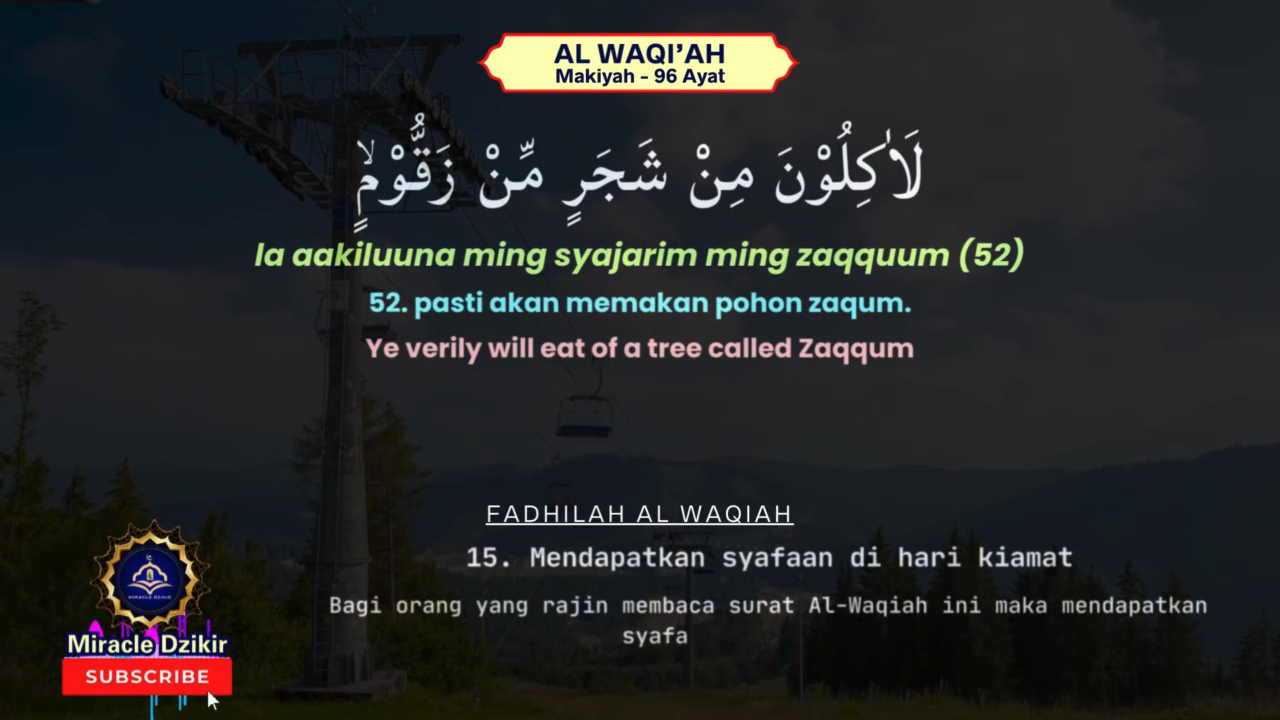 AL WAQI'AH
Makiyah - 96 Ayat
لَاٰكِلُوْنَ مِنْ شَجَرٍ مِّنْ زَقُّوْمٍۙ
la aakiluuna ming syajarim ming zaqquum (52)
52. pasti akan memakan pohon zaqum.
Ye verily will eat of a tree called Zaqqum
FADHILAH AL WAQIAH
15. Mendapatkan syafaan di hari kiamat
Bagi orang yang rajin membaca surat Al-Waqiah ini maka mendapatkan
syafa
MIRACLE DZIKIR
Miracle Dzikir
SUBSCRIBE